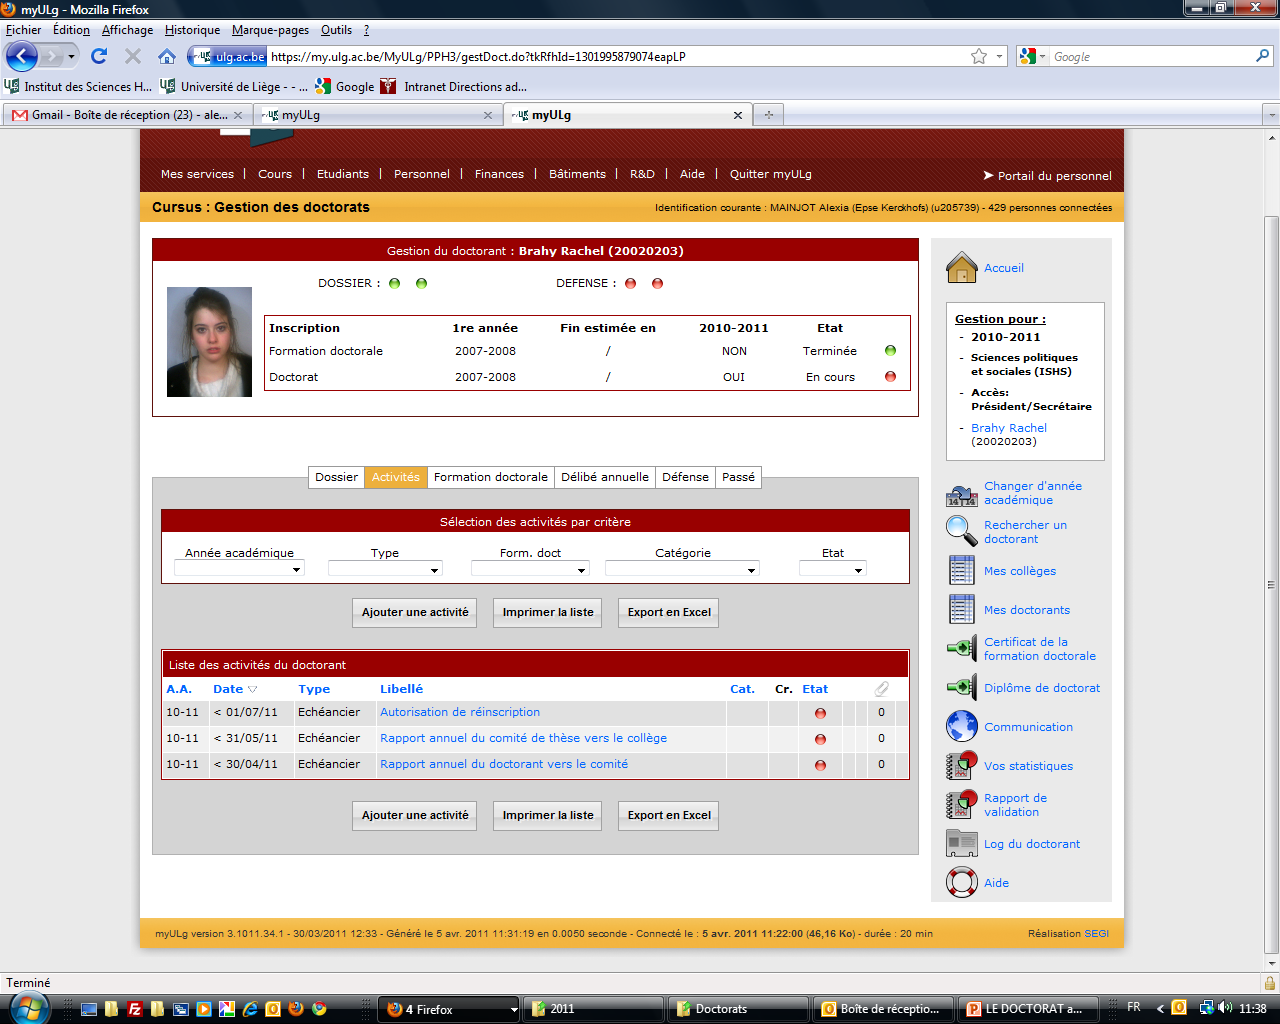 myULg - Mozilla Firefox
Fichier Édition Affichage Historique Marque-pages Outils ?
ulg.ac.be https://my.ulg.ac.be/MyULg/PPH3/gestDoct.do?tkRfhId=1301995879074eapLP Google
Institut des Sciences H... Université de Liège - - ... Google Intranet Directions ad...
Gmail - Boîte de réception (23) - ale... myULg myULg
Mes services | Cours | Etudiants | Personnel | Finances | Bâtiments | R&D | Aide | Quitter myULg Portail du personnel
Cursus : Gestion des doctorats Identification courante : MAINJOT Alexia (Epse Kerckhofs) (u205739) - 429 personnes connectées
Gestion du doctorant : Brahy Rachel (20020203)
DOSSIER : DEFENSE :
Inscription 1re année Fin estimée en 2010-2011 Etat
Formation doctorale 2007-2008 / NON Terminée
Doctorat 2007-2008 / OUI En cours
Dossier Activités Formation doctorale Délibé annuelle Défense Passé
Sélection des activités par critère
Année académique Type Form. doct Catégorie Etat
Ajouter une activité Imprimer la liste Export en Excel
Liste des activités du doctorant
A.A. Date Type Libellé Cat. Cr. Etat
10-11 < 01/07/11 Echéancier Autorisation de réinscription 0
10-11 < 31/05/11 Echéancier Rapport annuel du comité de thèse vers le collège 0
10-11 < 30/04/11 Echéancier Rapport annuel du doctorant vers le comité 0
Ajouter une activité Imprimer la liste Export en Excel
Accueil
Gestion pour :
- 2010-2011
- Sciences politiques
et sociales (ISHS)
- Accès:
Président/Secrétaire
- Brahy Rachel
(20020203)
Changer d'année
académique
Rechercher un
doctorant
Mes collèges
Mes doctorants
Certificat de la
formation doctorale
Diplôme de doctorat
Communication
Vos statistiques
Rapport de
validation
Log du doctorant
Aide
myULg version 3.1011.34.1 - 30/03/2011 12:33 - Généré le 5 avr. 2011 11:31:19 en 0.0050 seconde - Connecté le : 5 avr. 2011 11:22:00 (46,16 Ko) - durée : 20 min Réalisation SEGI
Terminé
4 Firefox 2011 Doctorats Boîte de réceptio... LE DOCTORAT a... FR 11:38